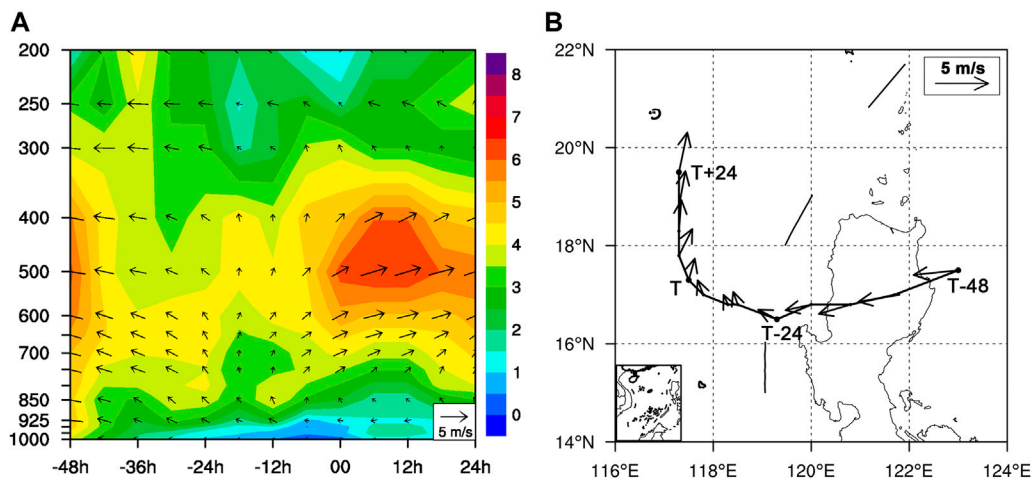 A
200
250
300
400
500
600
700
850
925
1000
-48h
-36h
-24h
-12h
00
12h
24h
5 m/s
8
7
6
5
4
3
2
1
0
B
22°N
20°N
18°N
16°N
14°N
116°E
118°E
120°E
122°E
124°E
5 m/s
T+24
T
T-24
T-48